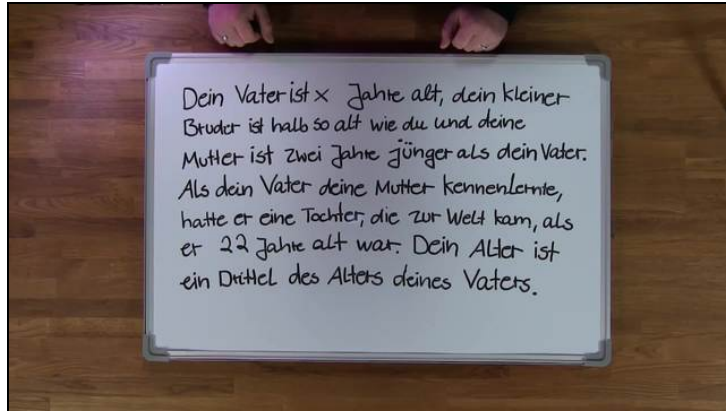 Dein Vater ist x Jahre alt, dein kleiner
Bruder ist halb so alt wie du und deine
Mutter ist zwei Jahre jünger als dein Vater.
Als dein Vater deine Mutter kennenlernte,
hatte er eine Tochter, die zur Welt kam, als
er 22 Jahre alt war. Dein Alter ist
ein Drittel des Alters deines Vaters.